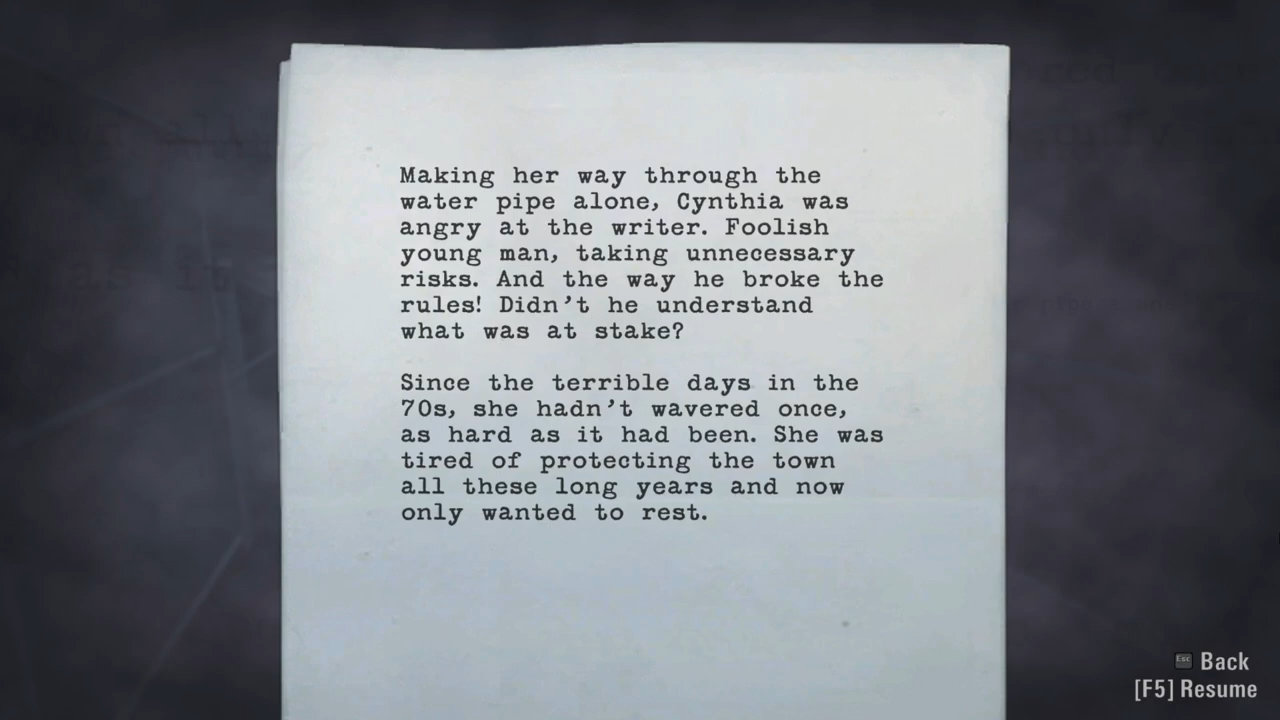 Making her way through the
water pipe alone, Cynthia was
angry at the writer. Foolish
young man, taking unnecessary
risks. And the way he broke the
rules! Didn't he understand
what was at stake?
Since the terrible days in the
70s, she hadn't wavered once,
as hard as it had been. She was
tired of protecting the town
all these long years and now
only wanted to rest.
Esc Back
[F5] Resume